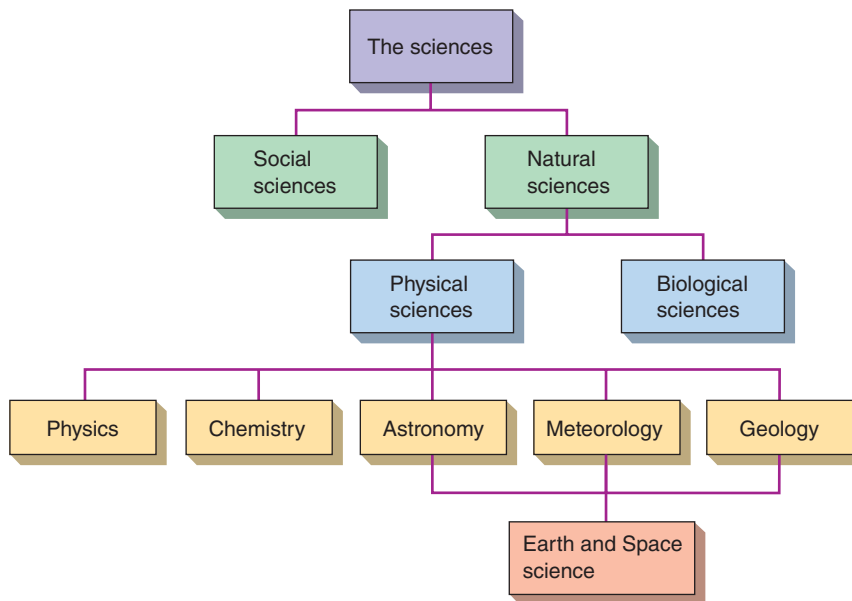 The sciences
Social
sciences
Natural
sciences
Physical
sciences
Biological
sciences
Physics
Chemistry
Astronomy
Meteorology
Geology
Earth and Space
science